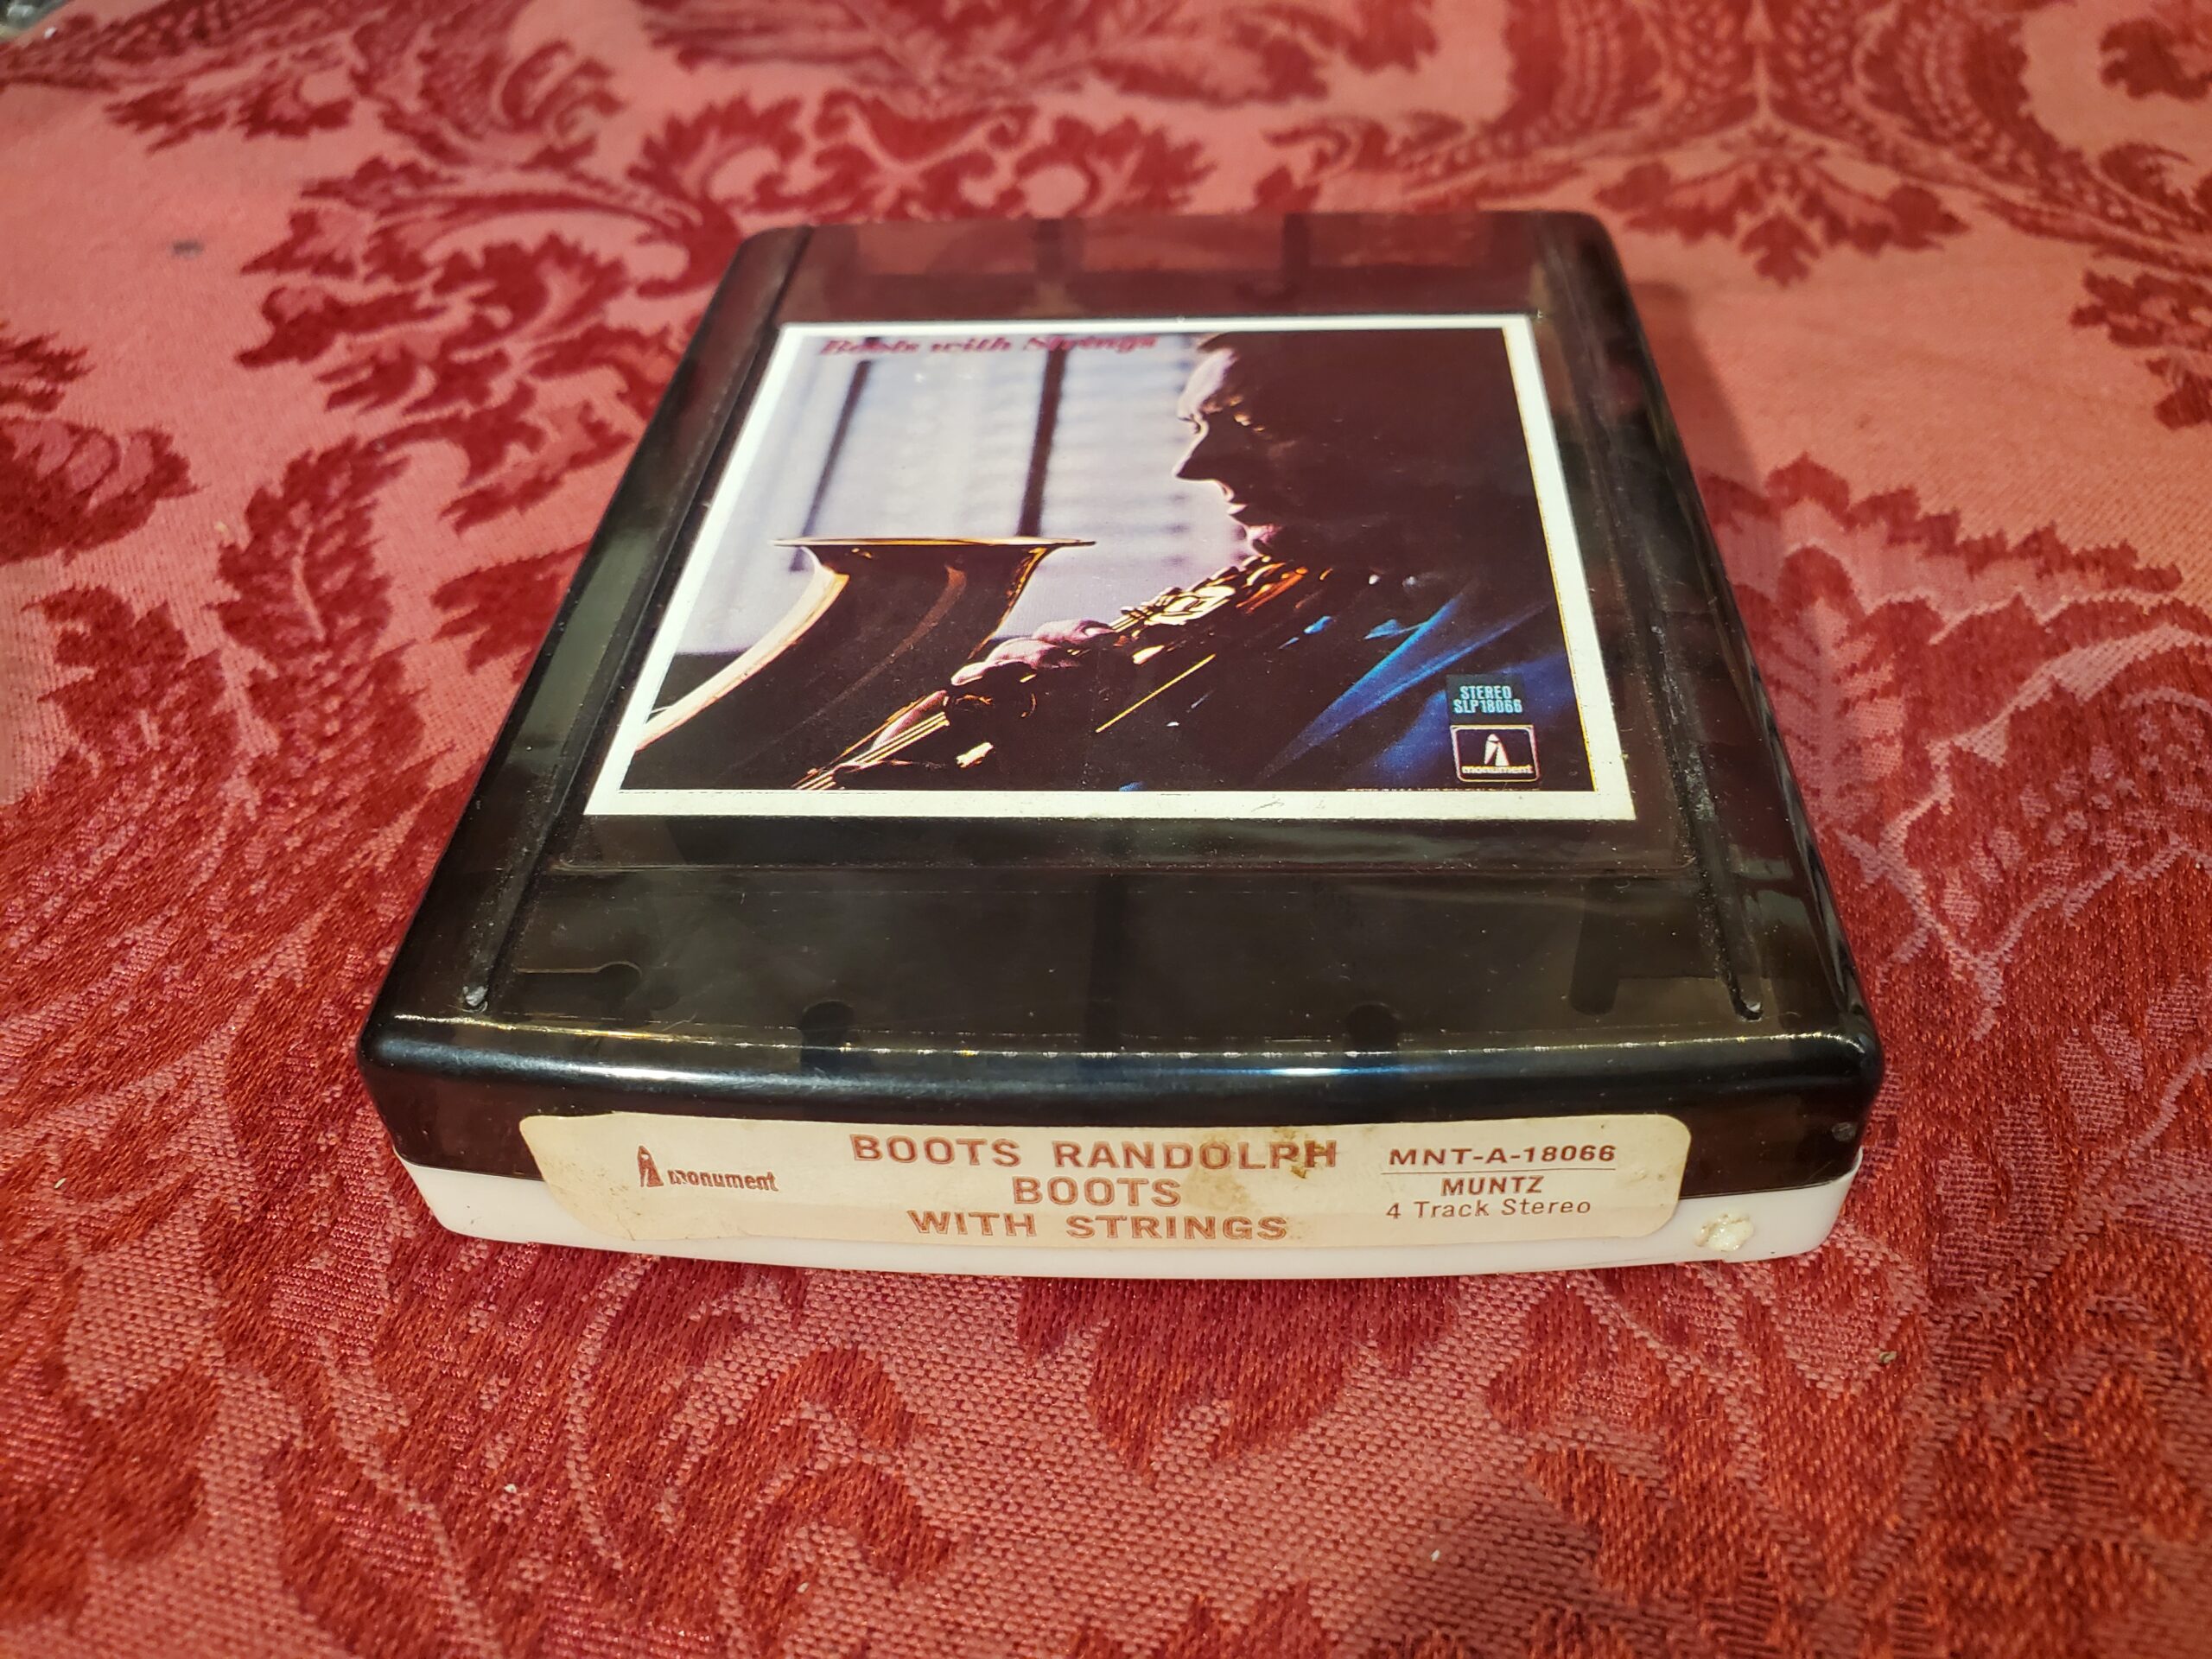 Boots with Strings
STEREO
SLP18066
monument
monument
BOOTS RANDOLPH
BOOTS
WITH STRINGS
MNT-A-18066
MUNTZ
4 Track Stereo